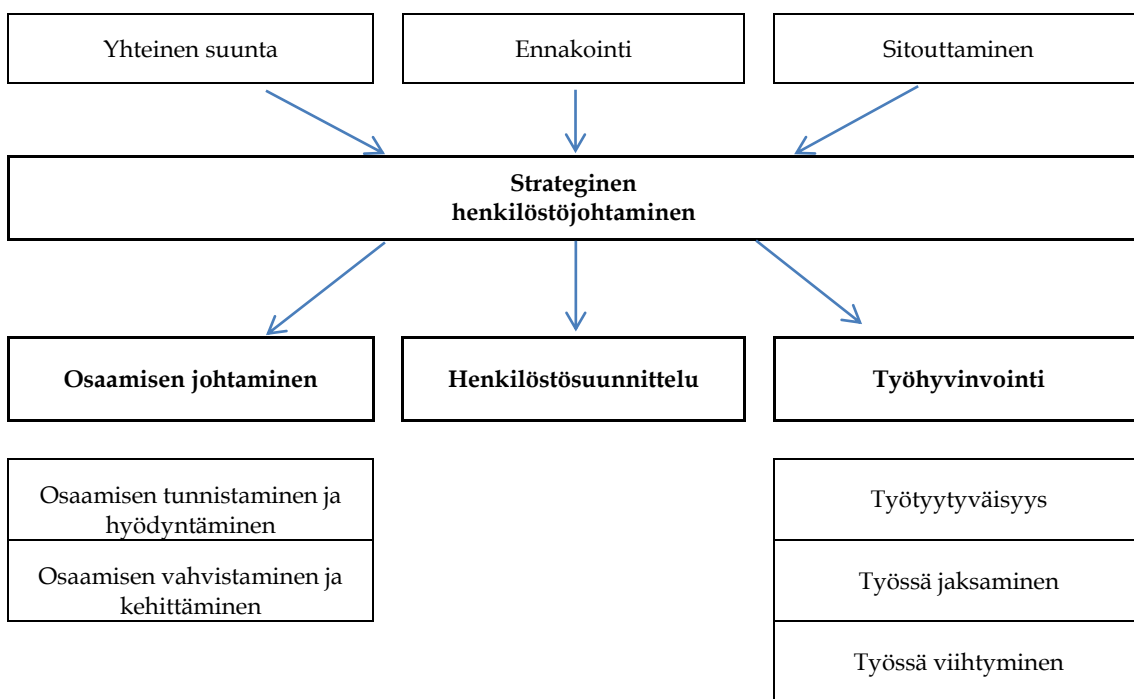 Yhteinen suunta
Ennakointi
Sitouttaminen
Strateginen
henkilöstöjohtaminen
Osaamisen johtaminen
Henkilöstösuunnittelu
Työhyvinvointi
Osaamisen tunnistaminen ja
hyödyntäminen
Osaamisen vahvistaminen ja
kehittäminen
Työtyytyväisyys
Työssä jaksaminen
Työssä viihtyminen